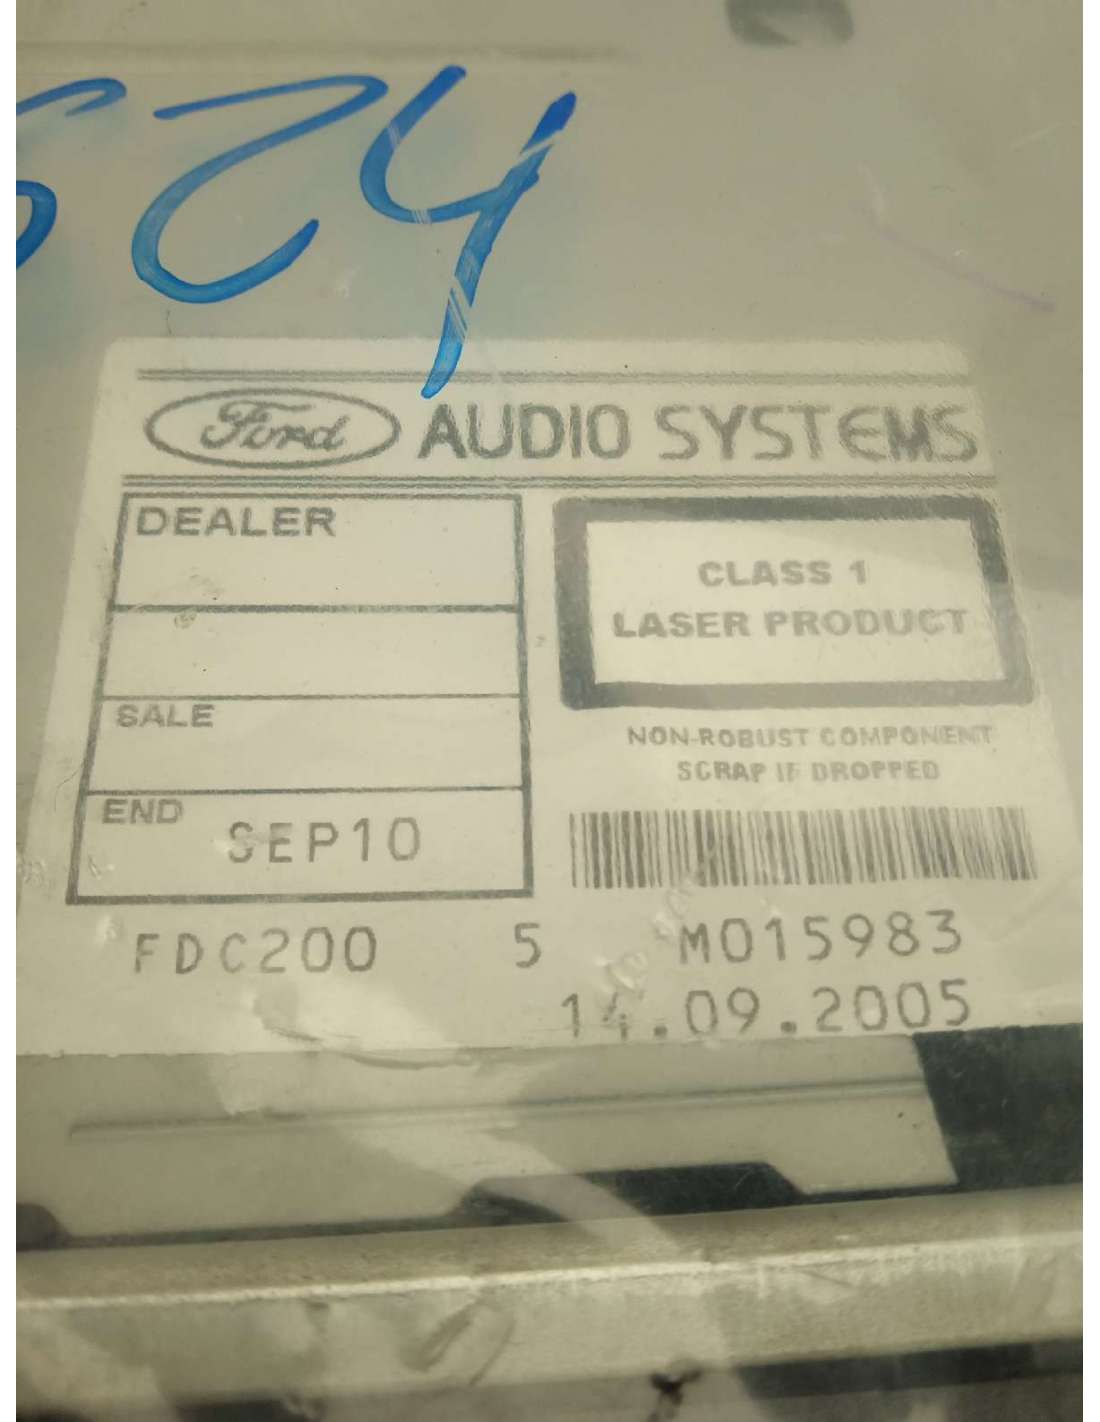 524
Ford AUDIO SYSTEMS
DEALER
CLASS 1
LASER PRODUCT
SALE
NON-ROBUST COMPONENT
SCRAP IF DROPPED
END SEP10
FDC200 5 M015983
14.09.2005